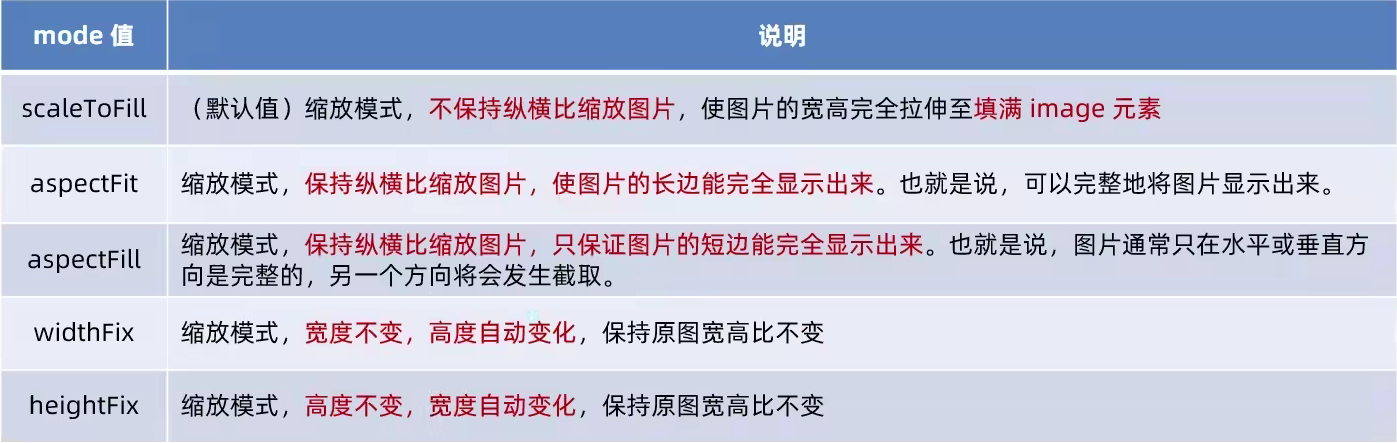 mode 值
说明
scaleToFill
（默认值）缩放模式，不保持纵横比缩放图片，使图片的宽高完全拉伸至填满 image 元素
aspectFit
缩放模式，保持纵横比缩放图片，使图片的长边能完全显示出来。也就是说，可以完整地将图片显示出来。
aspectFill
缩放模式，保持纵横比缩放图片，只保证图片的短边能完全显示出来。也就是说，图片通常只在水平或垂直方
向是完整的，另一个方向将会发生截取。
widthFix
缩放模式，宽度不变，高度自动变化，保持原图宽高比不变
heightFix
缩放模式，高度不变，宽度自动变化，保持原图宽高比不变